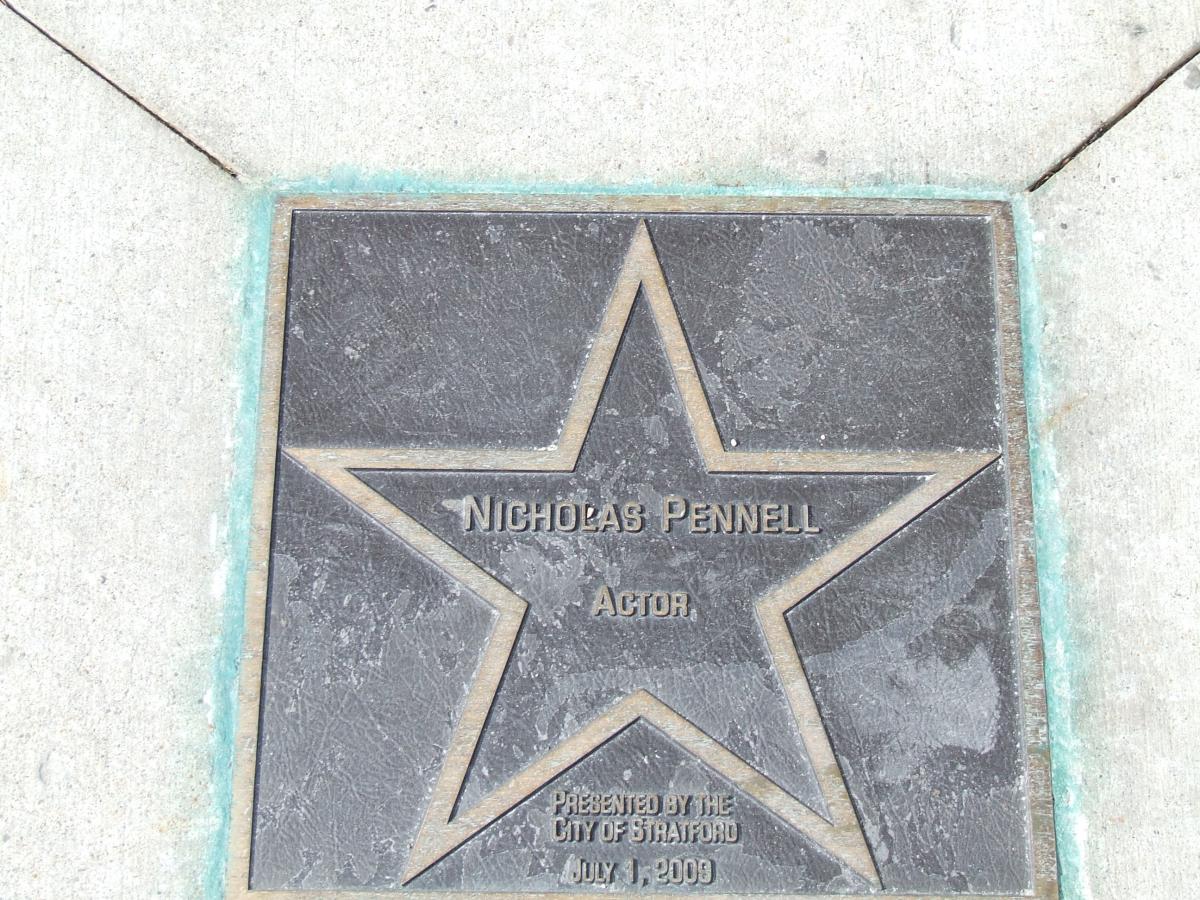 Nicholas Pennell
Actor
Presented by the
City of Stratford
July 1, 2009